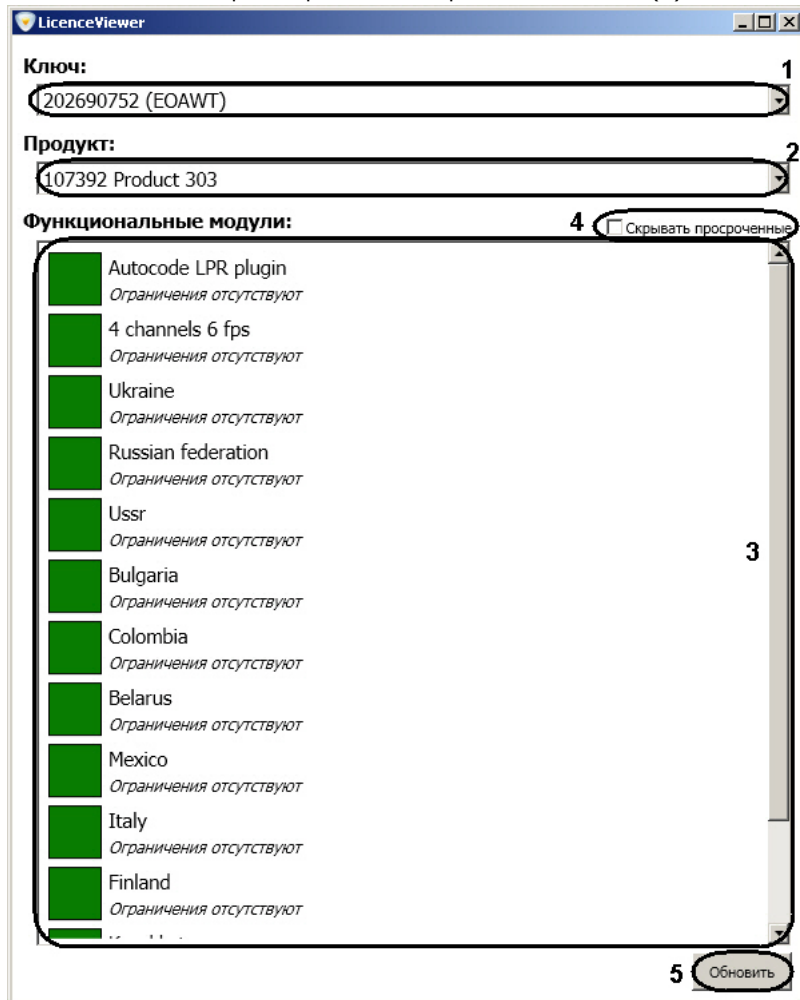 LicenceViewer
Ключ:
1
202690752 (EOAWT)
Продукт:
2
107392 Product 303
Функциональные модули:
4
Скрывать просроченные
Autocode LPR plugin
Ограничения отсутствуют
4 channels 6 fps
Ограничения отсутствуют
Ukraine
Ограничения отсутствуют
Russian federation
Ограничения отсутствуют
Ussr
Ограничения отсутствуют
3
Bulgaria
Ограничения отсутствуют
Colombia
Ограничения отсутствуют
Belarus
Ограничения отсутствуют
Mexico
Ограничения отсутствуют
Italy
Ограничения отсутствуют
Finland
Ограничения отсутствуют
5
Обновить